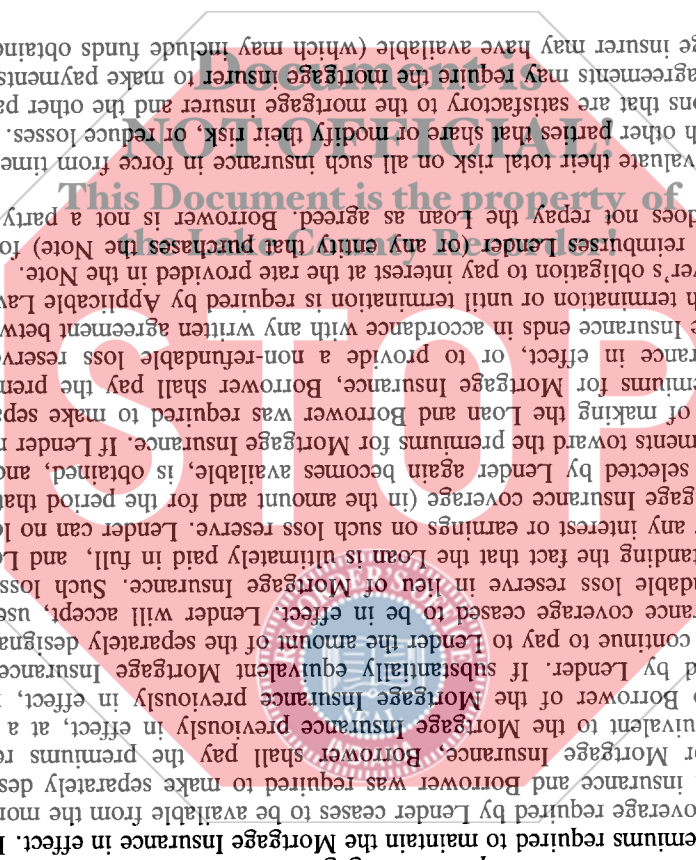 Document is
NOT OFFICIAL!
This Document is the property of
the Lake County Recorder!
STOP
emiums required to maintain the Mortgage Insurance in effect.
overage required by Lender ceases to be available from the mor
insurance and Borrower was required to make separately des
or Mortgage Insurance, Borrower shall pay the premiums re
uivalent to the Mortgage Insurance previously in effect, at a
o Borrower of the Mortgage Insurance previously in effect,
d by Lender. If substantially equivalent Mortgage Insurance
continue to pay to Lender the amount of the separately designa
rance coverage ceased to be in effect. Lender will accept, use
dable loss reserve in lieu of Mortgage Insurance. Such loss
tanding the fact that the Loan is ultimately paid in full, and Le
r any interest or earnings on such loss reserve. Lender can no l
gage Insurance coverage (in the amount and for the period that
selected by Lender again becomes available, is obtained, and
ments toward the premiums for Mortgage Insurance. If Lender r
of making the Loan and Borrower was required to make sepa
emiums for Mortgage Insurance, Borrower shall pay the prem
rance in effect, or to provide a non-refundable loss reserve
e Insurance ends in accordance with any written agreement betw
h termination or until termination is required by Applicable Law
er's obligation to pay interest at the rate provided in the Note.
reimburses Lender (or any entity that purchases the Note) fo
does not repay the Loan as agreed. Borrower is not a party
valuate their total risk on all such insurance in force from time
h other parties that share or modify their risk, or reduce losses.
ns that are satisfactory to the mortgage insurer and the other pa
agreements may require the mortgage insurer to make payments
ge insurer may have available (which may include funds obtaine